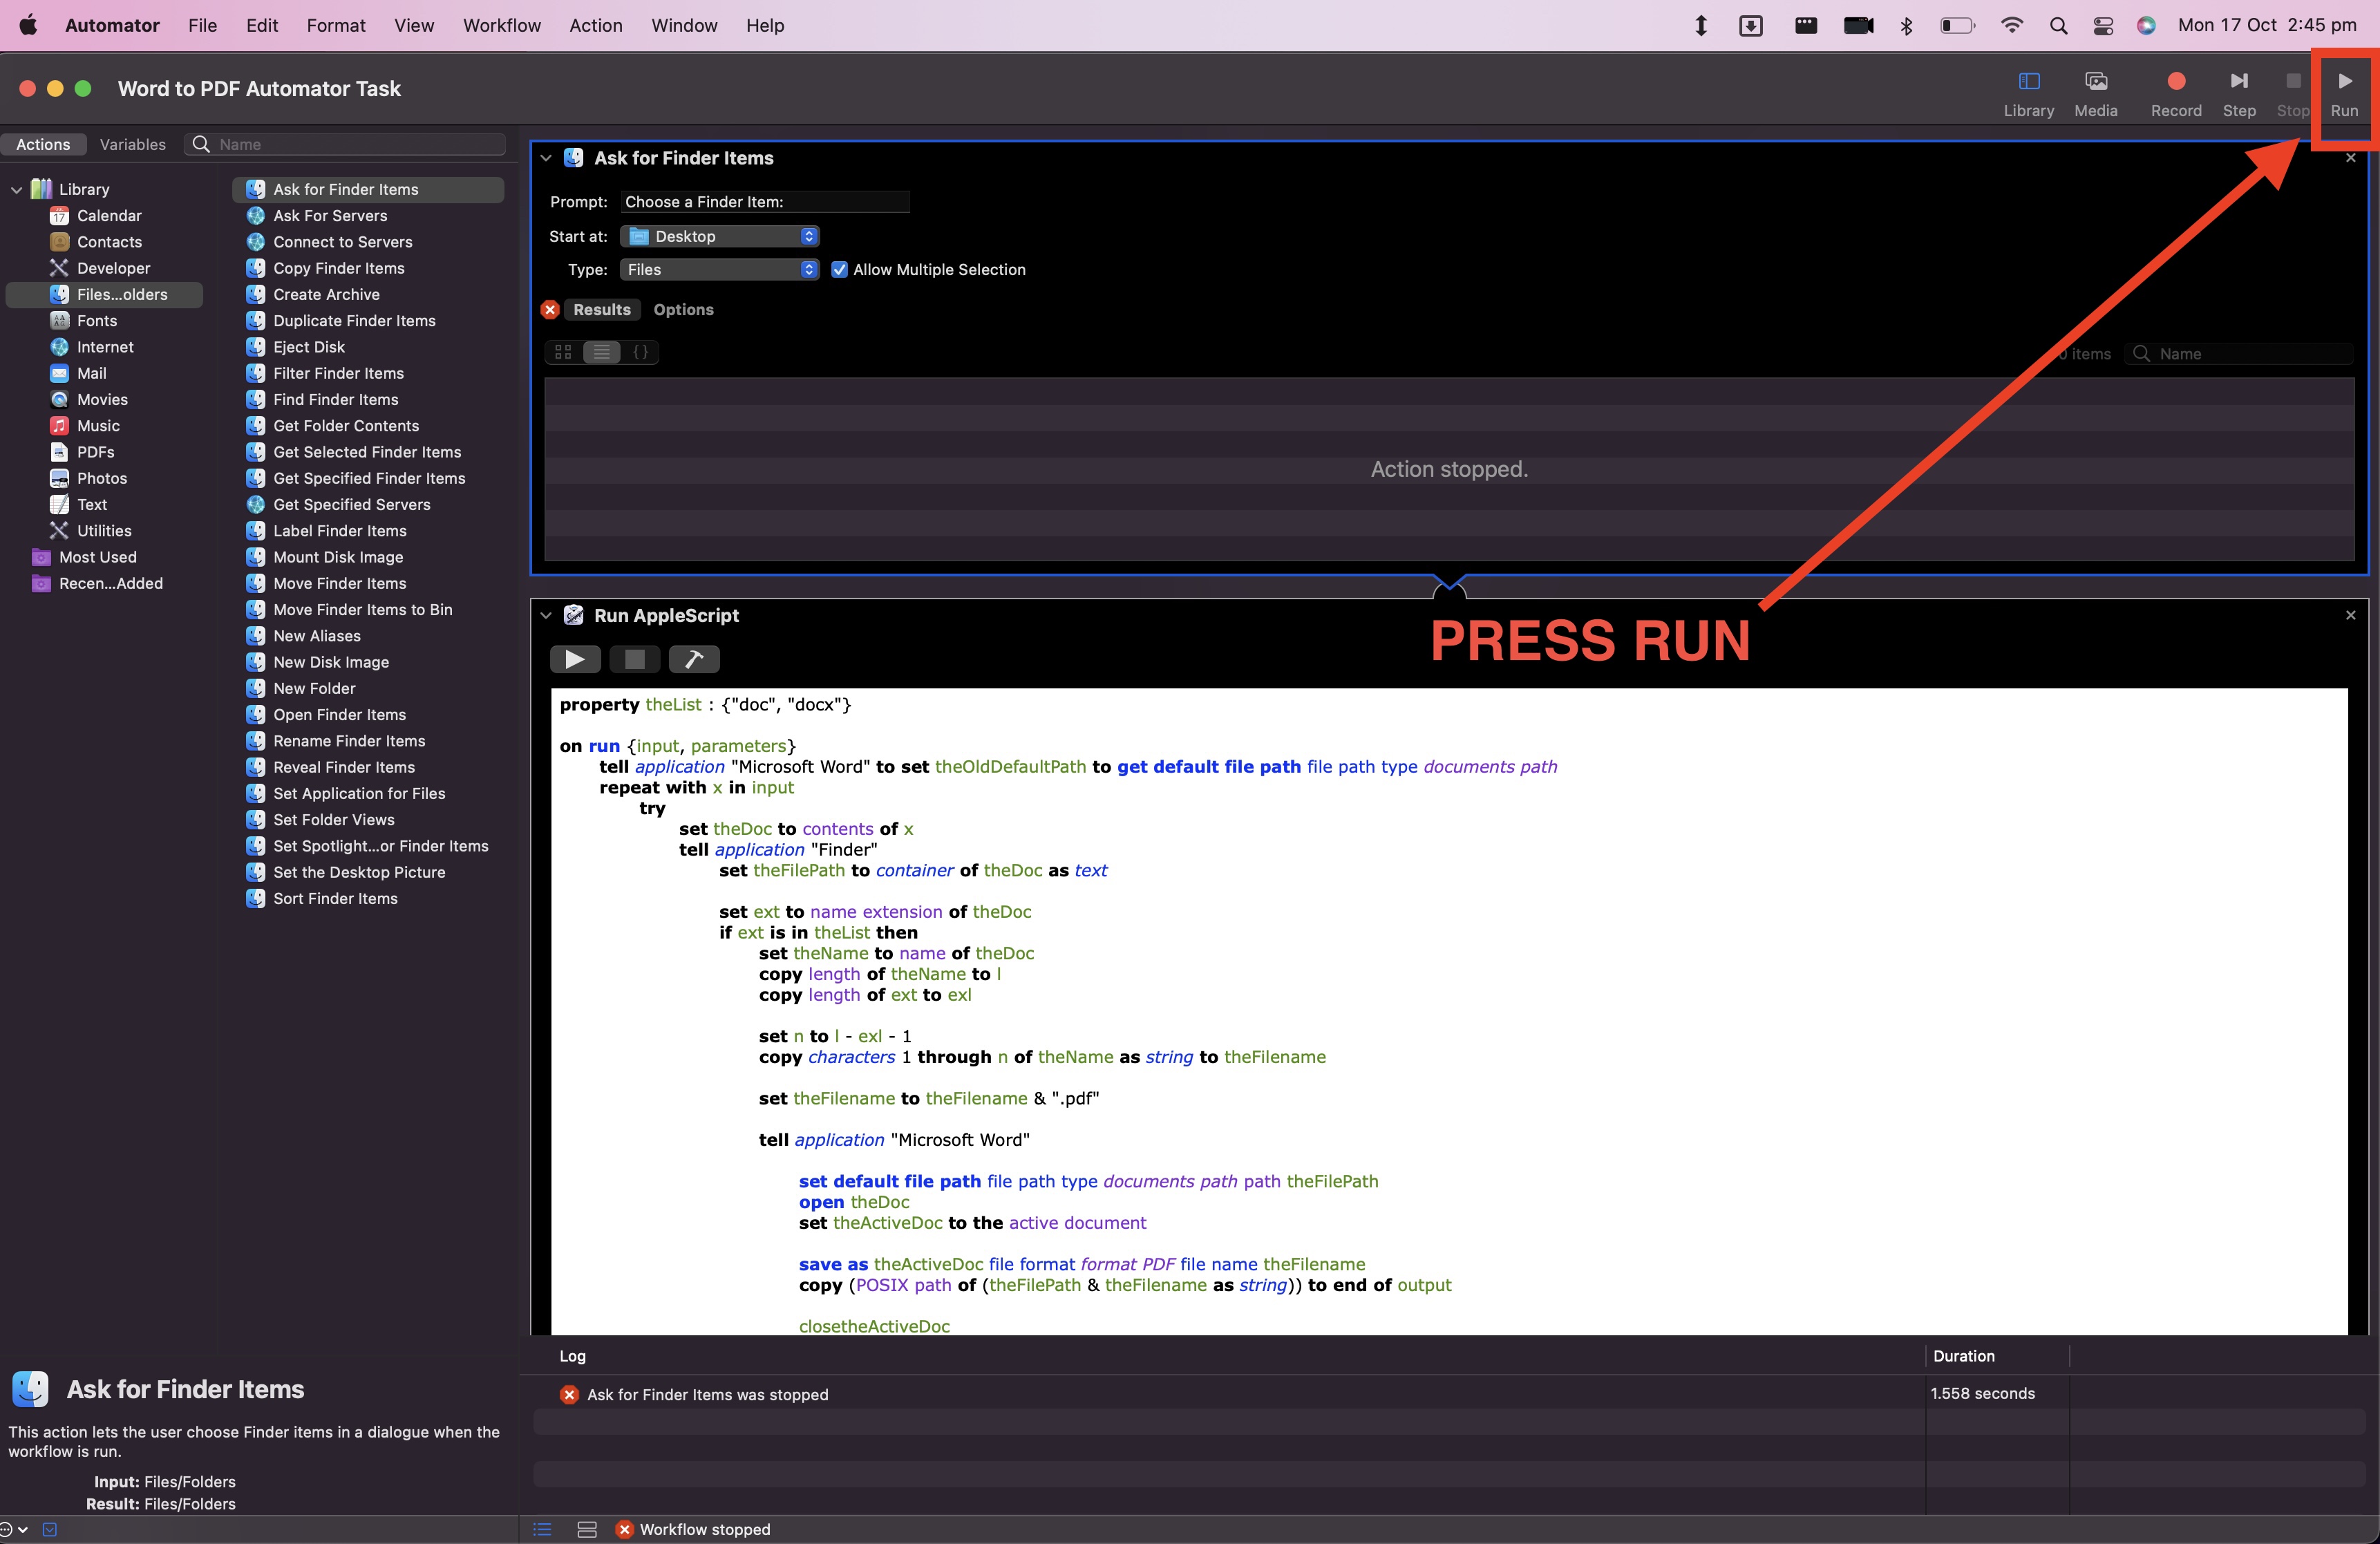 Automator File Edit Format View Workflow Action Window Help Mon 17 Oct 2:45 pm
Word to PDF Automator Task
Library Media Record Step Stop Run
Actions Variables Name
Library
Calendar
Contacts
Developer
Files...olders
Fonts
Internet
Mail
Movies
Music
PDFs
Photos
Text
Utilities
Most Used
Recen...Added
Ask for Finder Items
Ask For Servers
Connect to Servers
Copy Finder Items
Create Archive
Duplicate Finder Items
Eject Disk
Filter Finder Items
Find Finder Items
Get Folder Contents
Get Selected Finder Items
Get Specified Finder Items
Get Specified Servers
Label Finder Items
Mount Disk Image
Move Finder Items
Move Finder Items to Bin
New Aliases
New Disk Image
New Folder
Open Finder Items
Rename Finder Items
Reveal Finder Items
Set Application for Files
Set Folder Views
Set Spotlight...or Finder Items
Set the Desktop Picture
Sort Finder Items
Ask for Finder Items
This action lets the user choose Finder items in a dialogue when the
workflow is run.
Input: Files/Folders
Result: Files/Folders
Ask for Finder Items
Prompt: Choose a Finder Item:
Start at: Desktop
Type: Files Allow Multiple Selection
Results Options
0 items Name
Action stopped.
PRESS RUN
Run AppleScript
property theList : {"doc", "docx"}
on run {input, parameters}
tell application "Microsoft Word" to set theOldDefaultPath to get default file path file path type documents path
repeat with x in input
try
set theDoc to contents of x
tell application "Finder"
set theFilePath to container of theDoc as text
set ext to name extension of theDoc
if ext is in theList then
set theName to name of theDoc
copy length of theName to l
copy length of ext to exl
set n to l - exl - 1
copy characters 1 through n of theName as string to theFilename
set theFilename to theFilename & ".pdf"
tell application "Microsoft Word"
set default file path file path type documents path path theFilePath
open theDoc
set theActiveDoc to the active document
save as theActiveDoc file format format PDF file name theFilename
copy (POSIX path of (theFilePath & theFilename as string)) to end of output
closetheActiveDoc
Log Duration
Ask for Finder Items was stopped 1.558 seconds
Workflow stopped